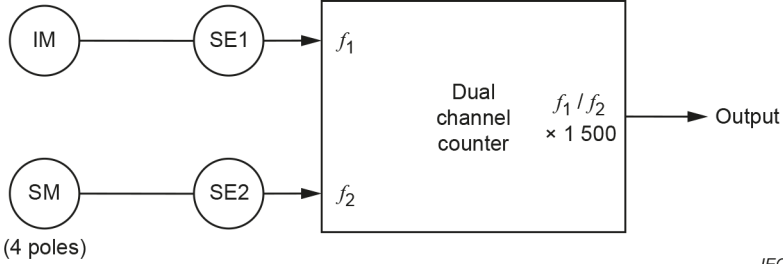 IM
SE1
f1
Dual
channel
counter
f1 / f2
× 1 500
Output
SM
SE2
f2
(4 poles)